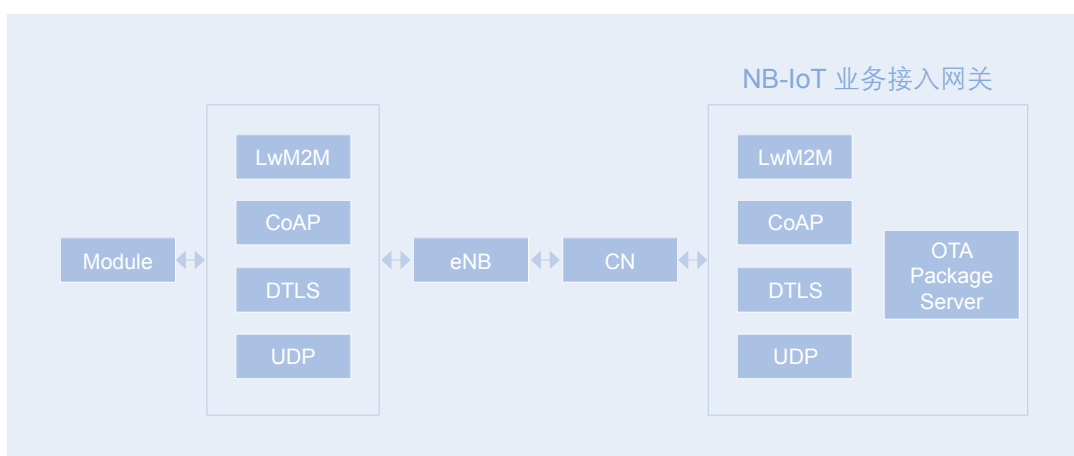 NB-IoT 业务接入网关
Module
LwM2M
CoAP
DTLS
UDP
eNB
CN
LwM2M
CoAP
DTLS
UDP
OTA
Package
Server